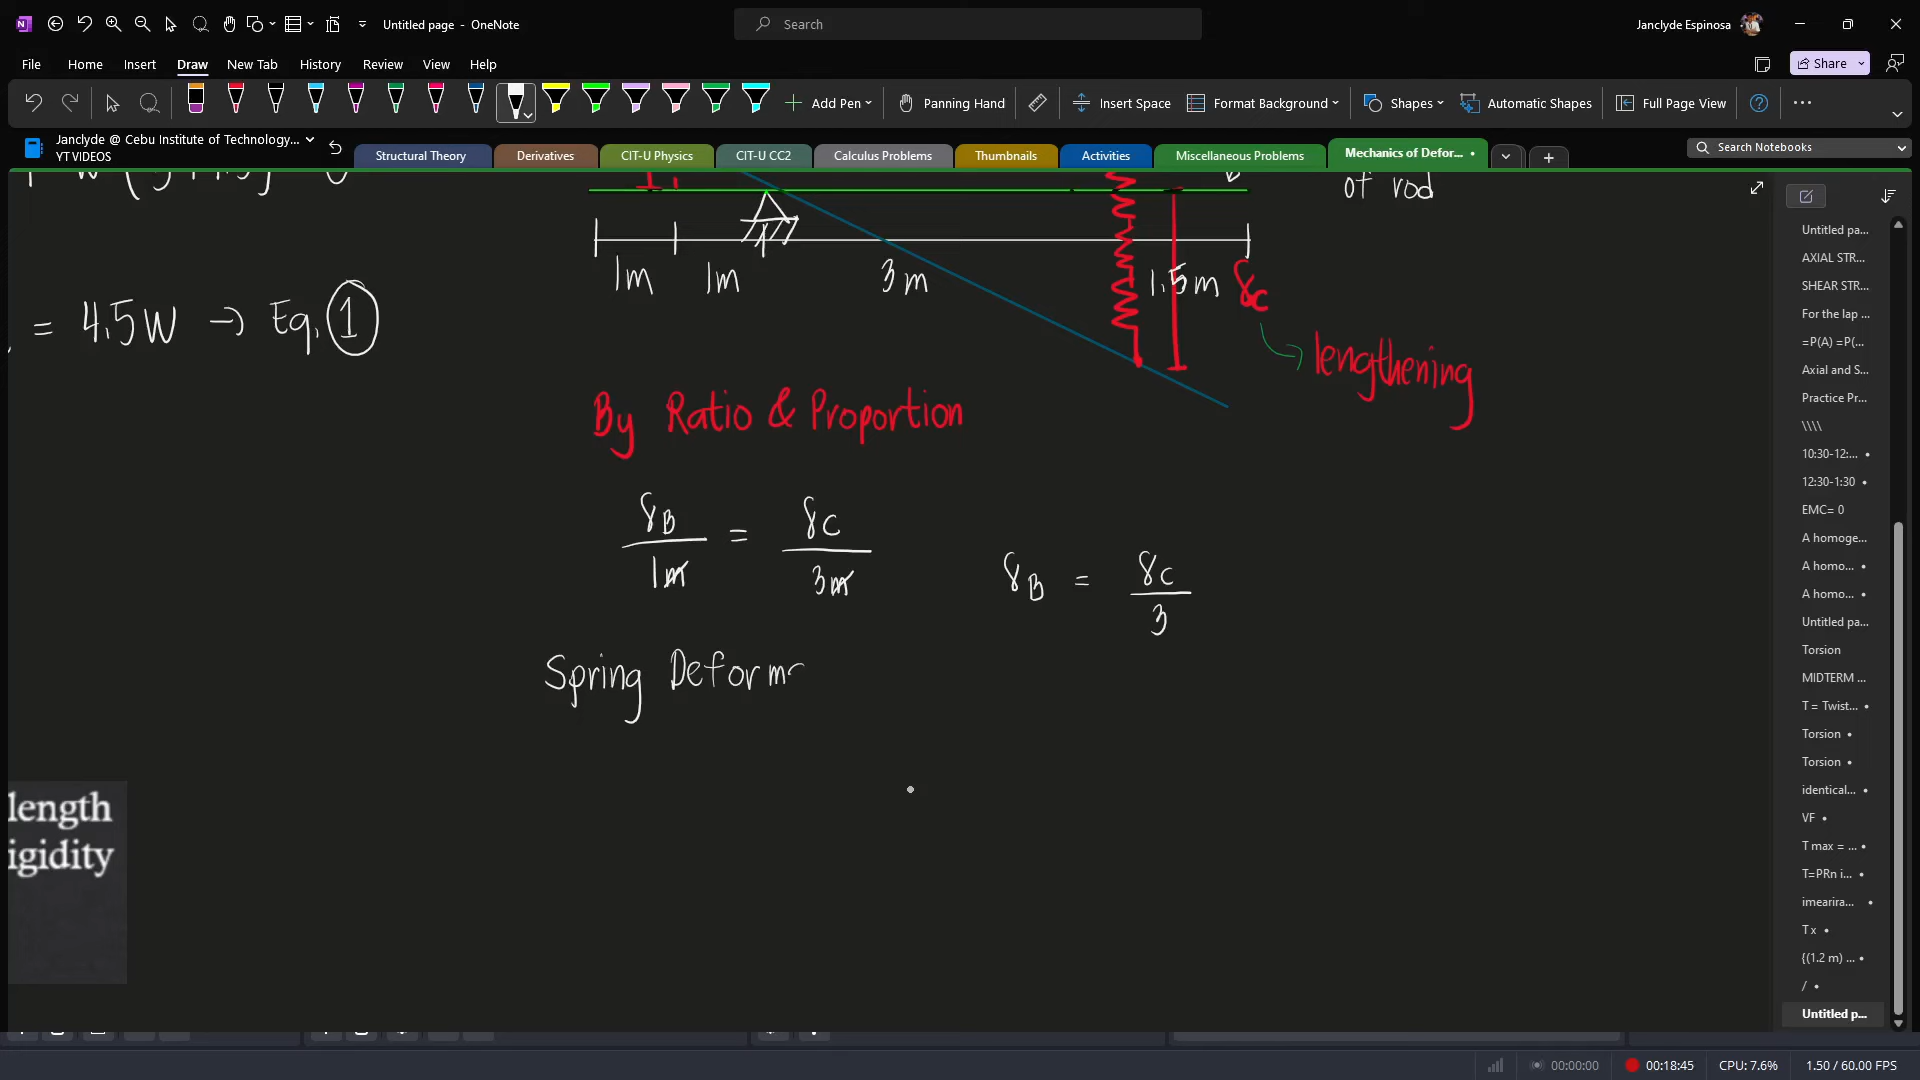 Untitled page - OneNote
Search
Janclyde Espinosa
File Home Insert Draw New Tab History Review View Help
Share
Add Pen
Panning Hand
Insert Space
Format Background
Shapes
Automatic Shapes
Full Page View
Janclyde @ Cebu Institute of Technology...
YT VIDEOS
Structural Theory
Derivatives
CIT-U Physics
CIT-U CC2
Calculus Problems
Thumbnails
Activities
Miscellaneous Problems
Mechanics of Defor...
Search Notebooks
of rod
1m 1m 3m 1.5m δc
= 4.5W → Eq. 1
lengthening
By Ratio & Proportion
δB / 1m = δC / 3m
δB = δC / 3
Spring Deform
length
igidity
Untitled pa...
AXIAL STR...
SHEAR STR...
For the lap ...
=P(A) =P(...
Axial and S...
Practice Pr...
\\\\
10:30-12:...
12:30-1:30
EMC= 0
A homoge...
A homo...
A homo...
Untitled pa...
Torsion
MIDTERM ...
T = Twist...
Torsion
Torsion
identical...
VF
T max = ...
T=PRn i...
imearira...
T x
{(1.2 m) ...
/
Untitled p...
00:00:00
00:18:45
CPU: 7.6%
1.50 / 60.00 FPS